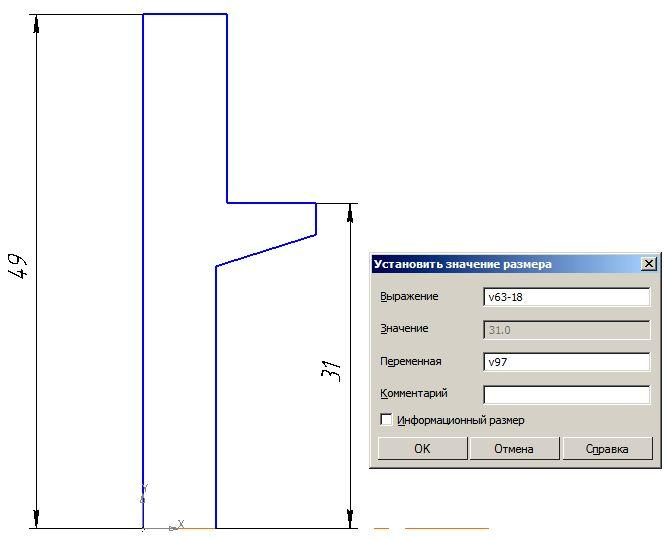 49
31
Y
X
Установить значение размера
Выражение v63-18
Значение 31.0
Переменная v97
Комментарий
Информационный размер
OK Отмена Справка